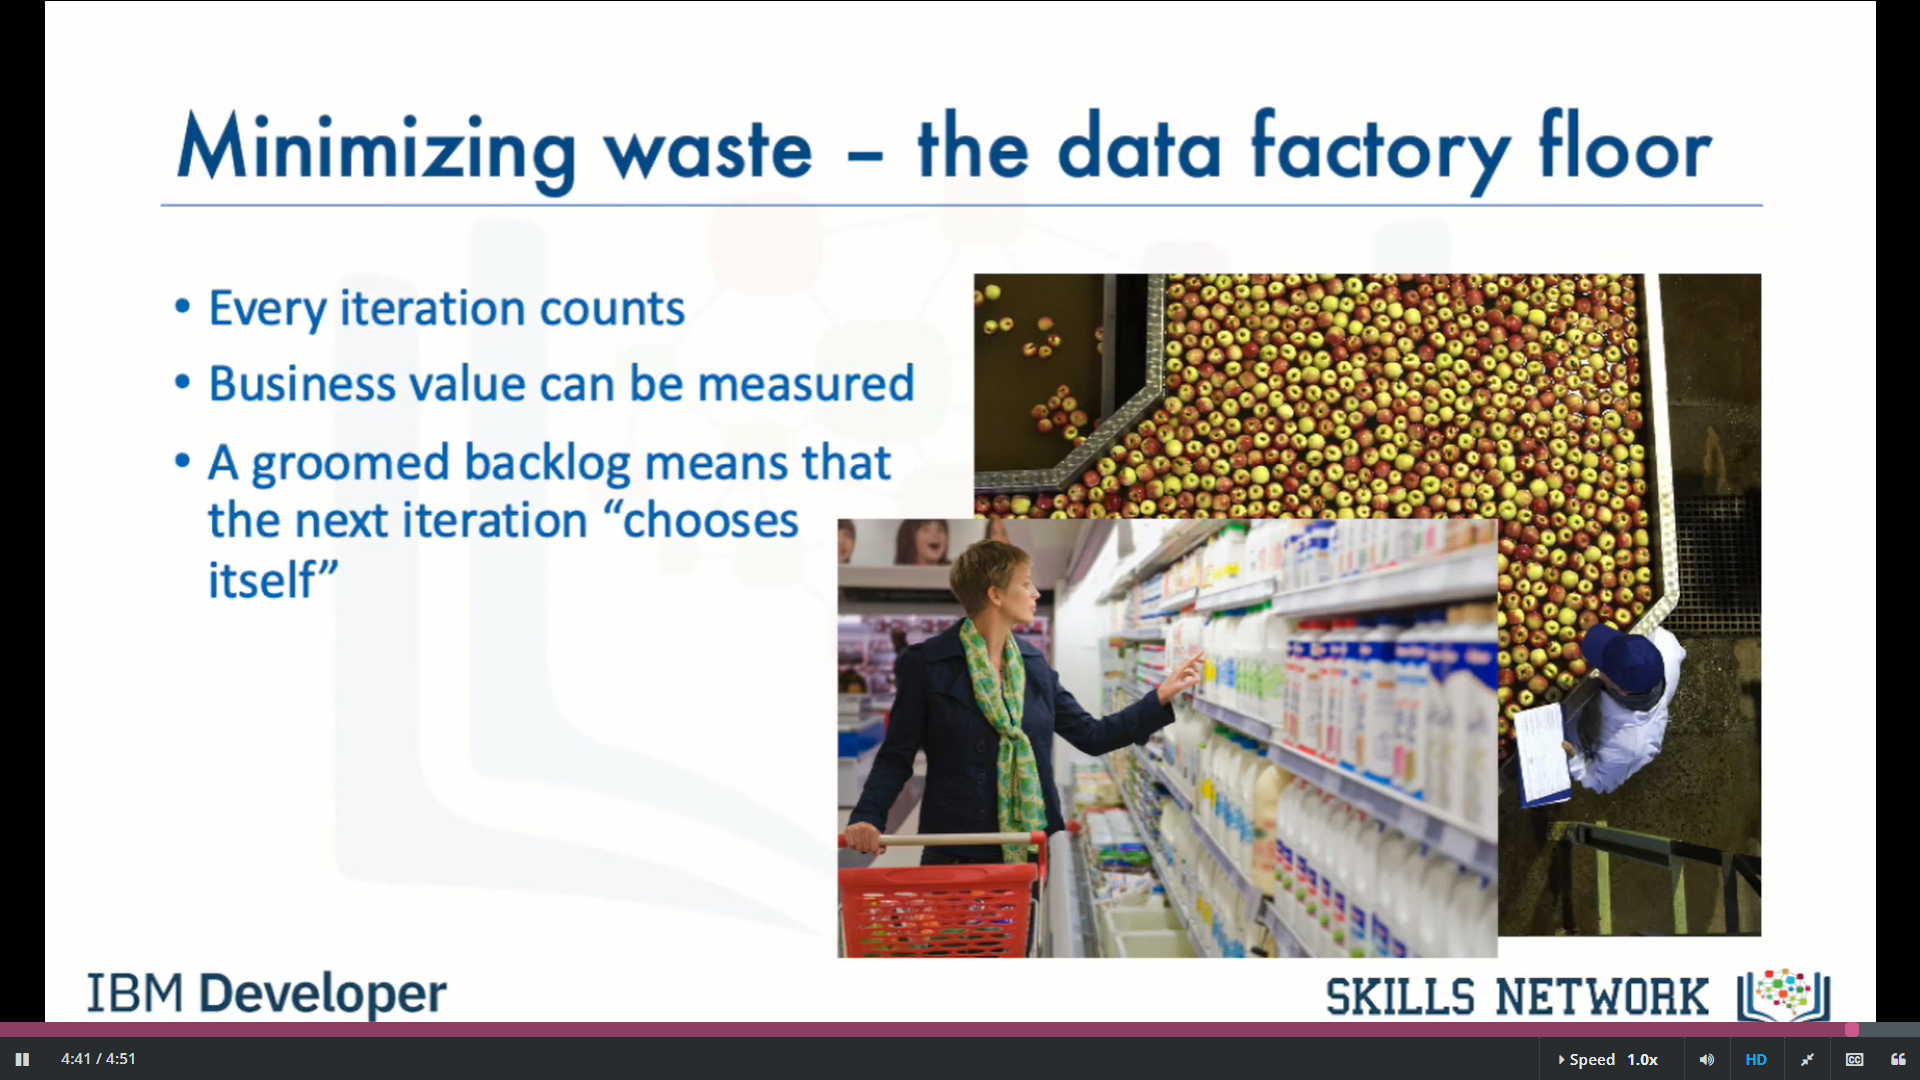 Minimizing waste – the data factory floor
• Every iteration counts
• Business value can be measured
• A groomed backlog means that
the next iteration “chooses
itself”
IBM Developer
SKILLS NETWORK
4:41 / 4:51
Speed 1.0x
HD
CC